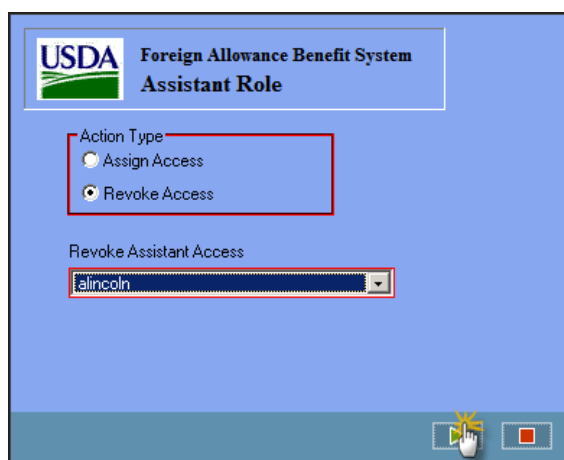 USDA
Foreign Allowance Benefit System
Assistant Role
Action Type
Assign Access
Revoke Access
Revoke Assistant Access
alincoln